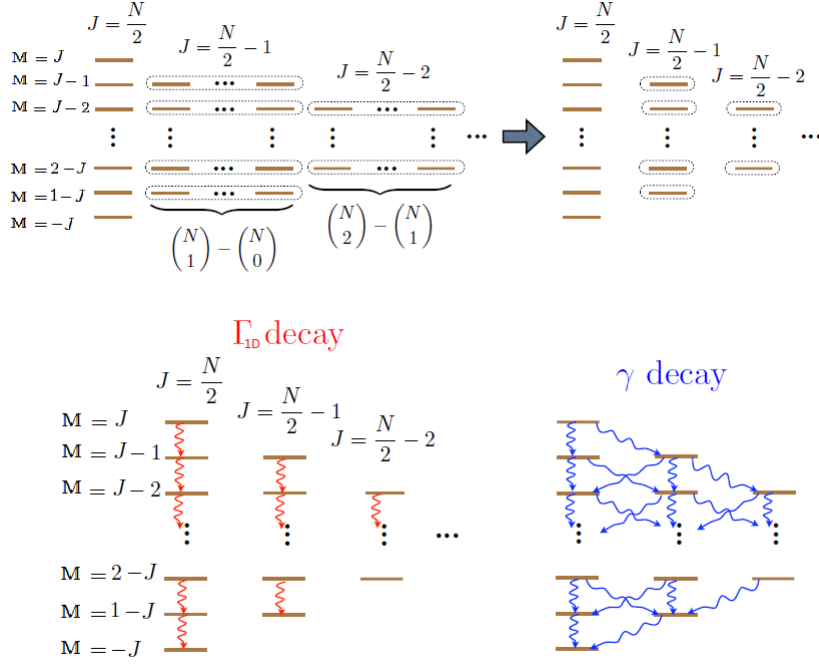 J = N/2
J = N/2 − 1
J = N/2 − 2
M = J
M = J−1
M = J−2
⋮ ⋮ ⋮ ⋮ ⋮ ···
M = 2−J
M = 1−J
M = −J
(N 1) − (N 0)
(N 2) − (N 1)
J = N/2
J = N/2 − 1
J = N/2 − 2
⋮ ⋮ ⋮ ···
Γ1D decay
J = N/2
J = N/2 − 1
J = N/2 − 2
M = J
M = J−1
M = J−2
⋮ ⋮ ⋮ ···
M = 2−J
M = 1−J
M = −J
γ decay
⋮ ⋮ ⋮